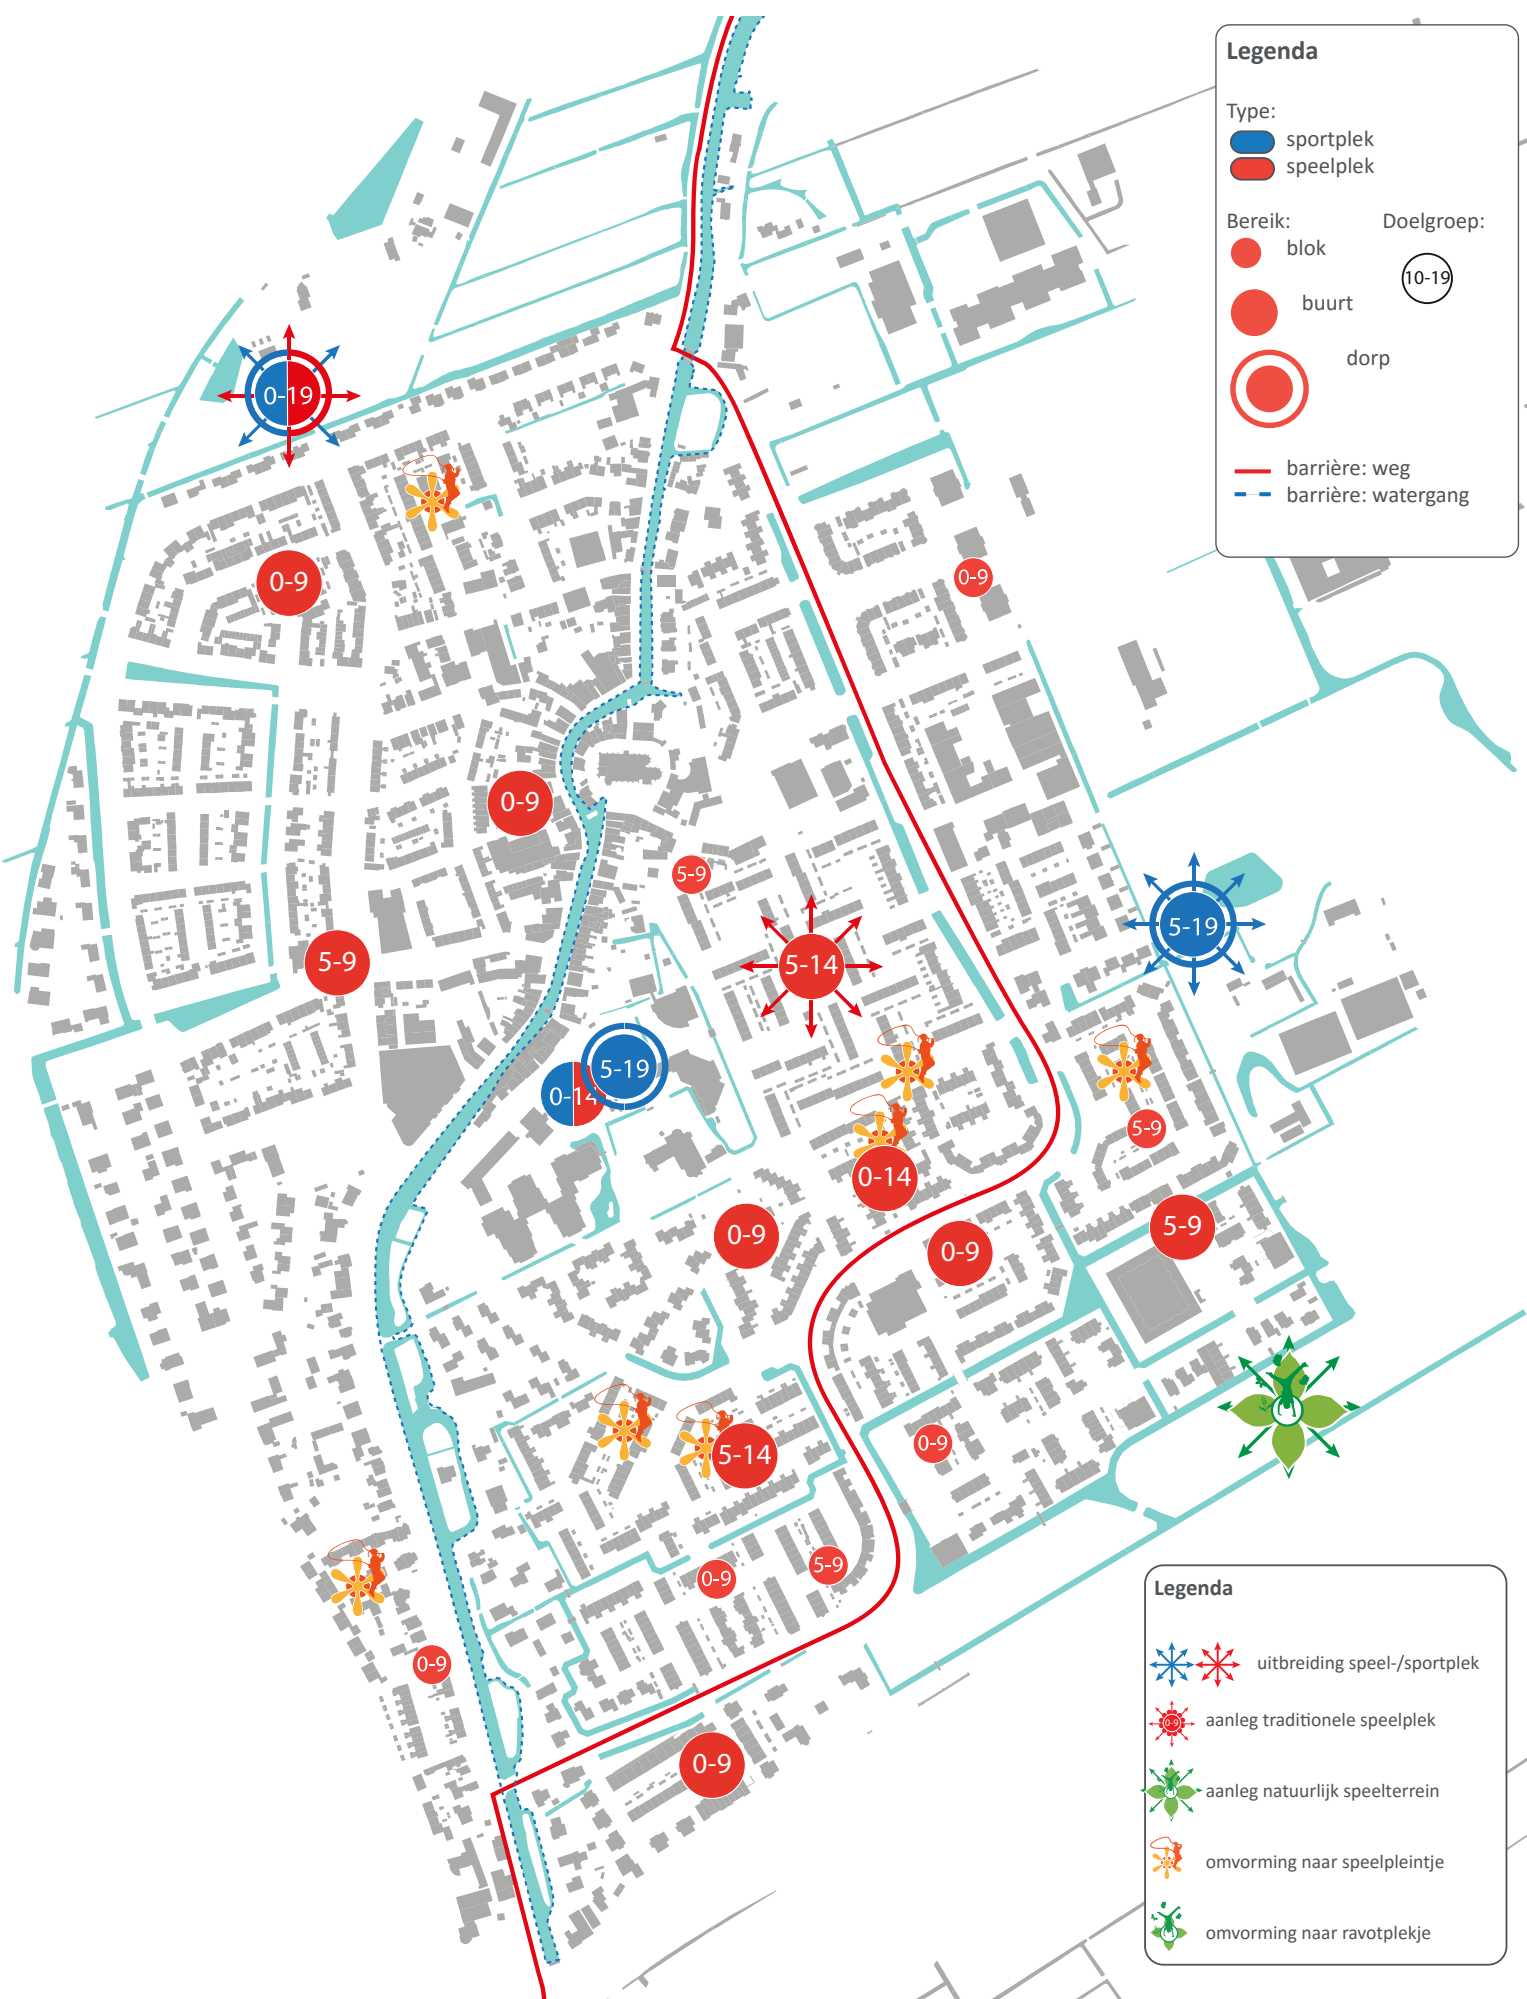 Legenda
Type:
sportplek
speelplek
Bereik:
Doelgroep:
blok
10-19
buurt
dorp
barrière: weg
barrière: watergang
0-19
0-9
0-9
0-9
5-9
5-9
5-14
5-19
5-19
0-14
5-9
0-14
5-9
0-9
0-9
0-9
5-14
5-9
0-9
0-9
0-9
Legenda
uitbreiding speel-/sportplek
0-9
aanleg traditionele speelplek
aanleg natuurlijk speelterrein
omvorming naar speelpleintje
omvorming naar ravotplekje